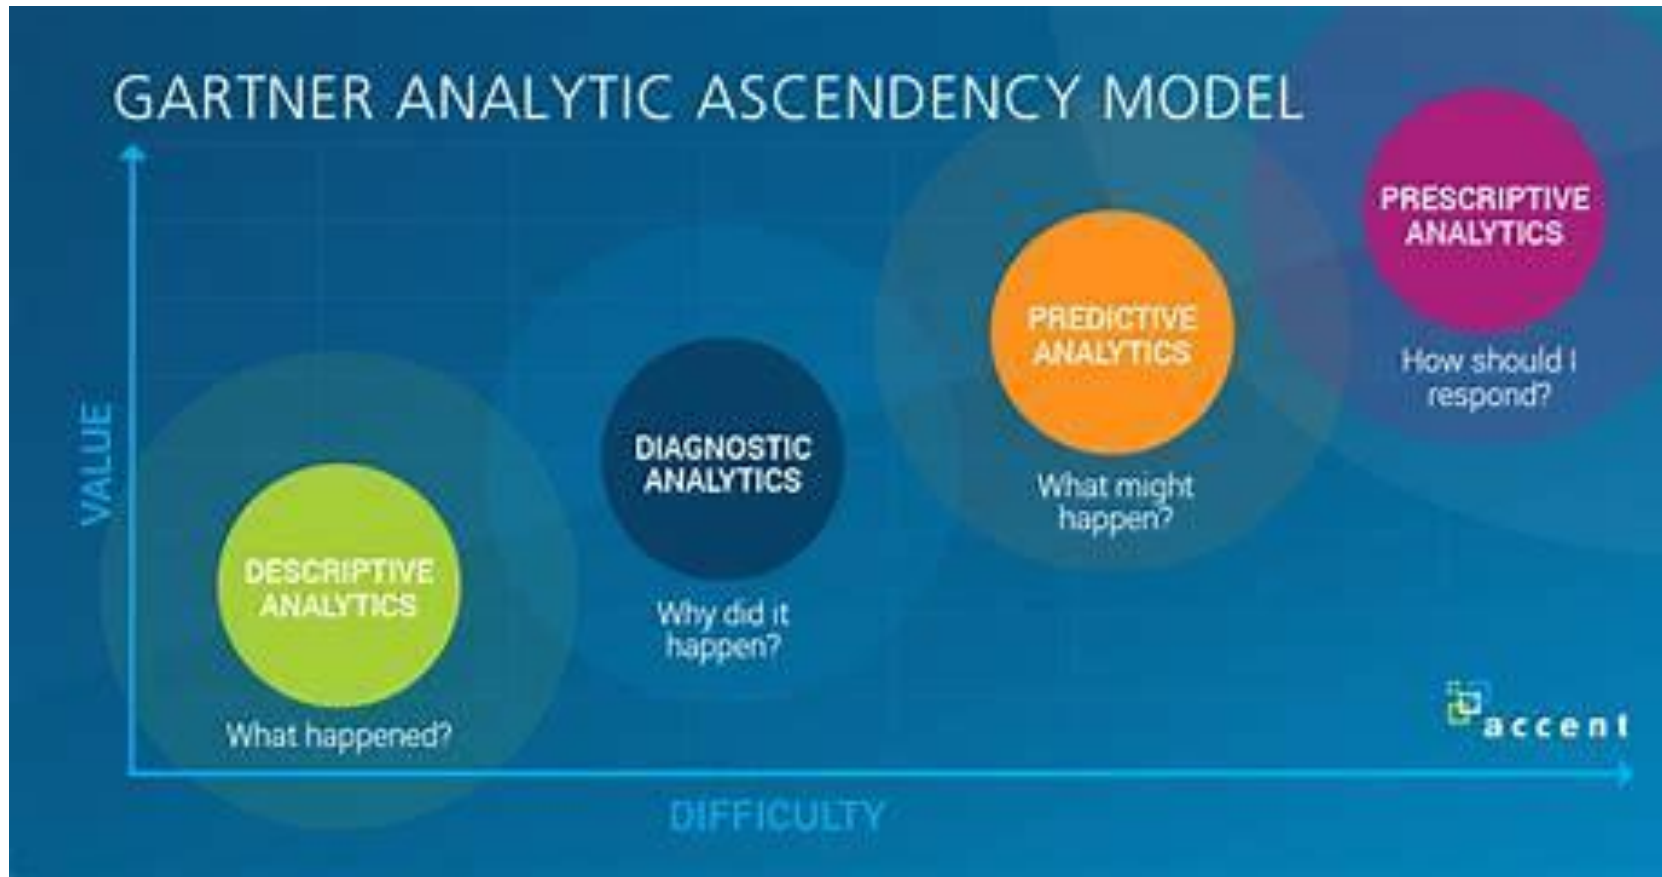 GARTNER ANALYTIC ASCENDENCY MODEL
PRESCRIPTIVE
ANALYTICS
How should I
respond?
PREDICTIVE
ANALYTICS
What might
happen?
DIAGNOSTIC
ANALYTICS
Why did it
happen?
DESCRIPTIVE
ANALYTICS
What happened?
VALUE
DIFFICULTY
accent